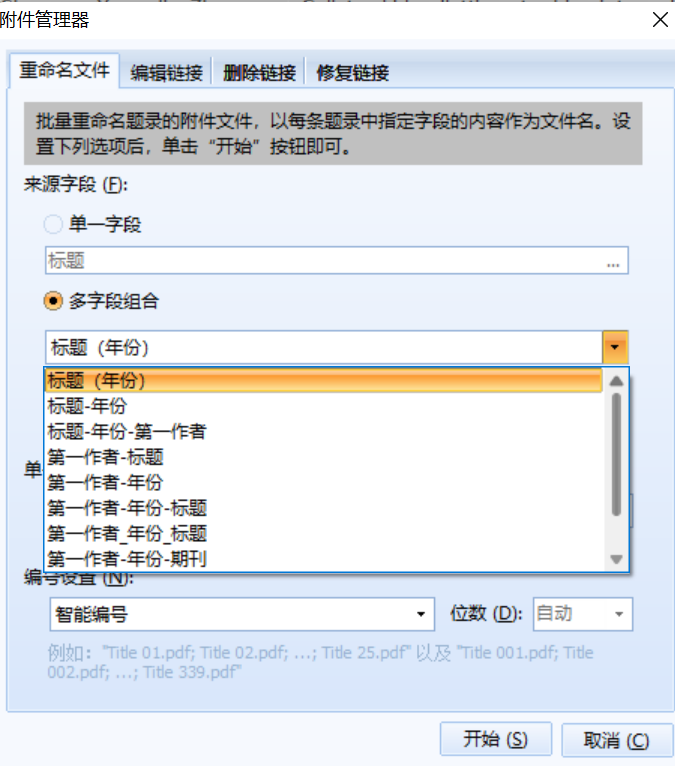 附件管理器
重命名文件 编辑链接 删除链接 修复链接
批量重命名题录的附件文件，以每条题录中指定字段的内容作为文件名。设
置下列选项后，单击“开始”按钮即可。
来源字段 (F):
单一字段
标题 ...
多字段组合
标题（年份）
标题（年份）
标题-年份
标题-年份-第一作者
第一作者-标题
第一作者-年份
单
第一作者-年份-标题
第一作者_年份_标题
第一作者-年份-期刊
编号设置 (N):
智能编号 位数 (D): 自动
例如："Title 01.pdf; Title 02.pdf; ...; Title 25.pdf" 以及 "Title 001.pdf; Title
002.pdf; ...; Title 339.pdf"
开始 (S) 取消 (C)